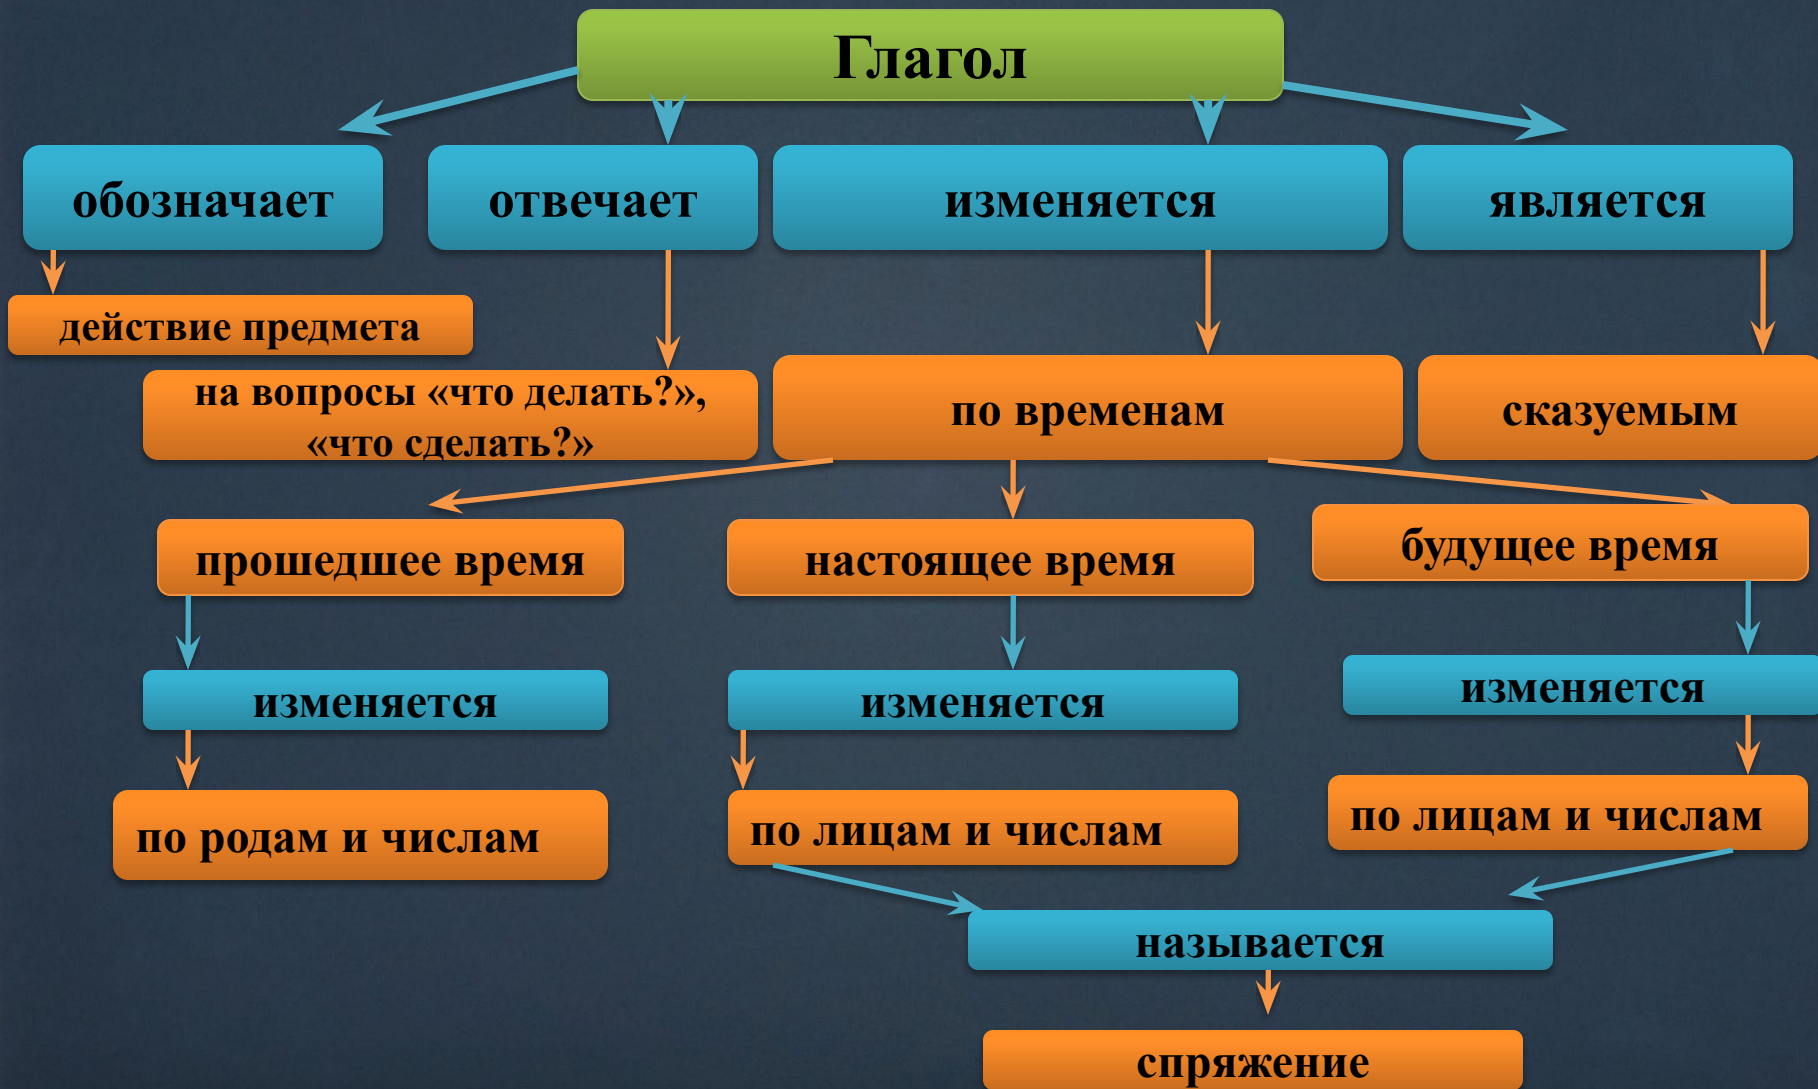 Глагол
обозначает
отвечает
изменяется
является
действие предмета
на вопросы «что делать?»,
«что сделать?»
по временам
сказуемым
прошедшее время
настоящее время
будущее время
изменяется
изменяется
изменяется
по родам и числам
по лицам и числам
по лицам и числам
называется
спряжение